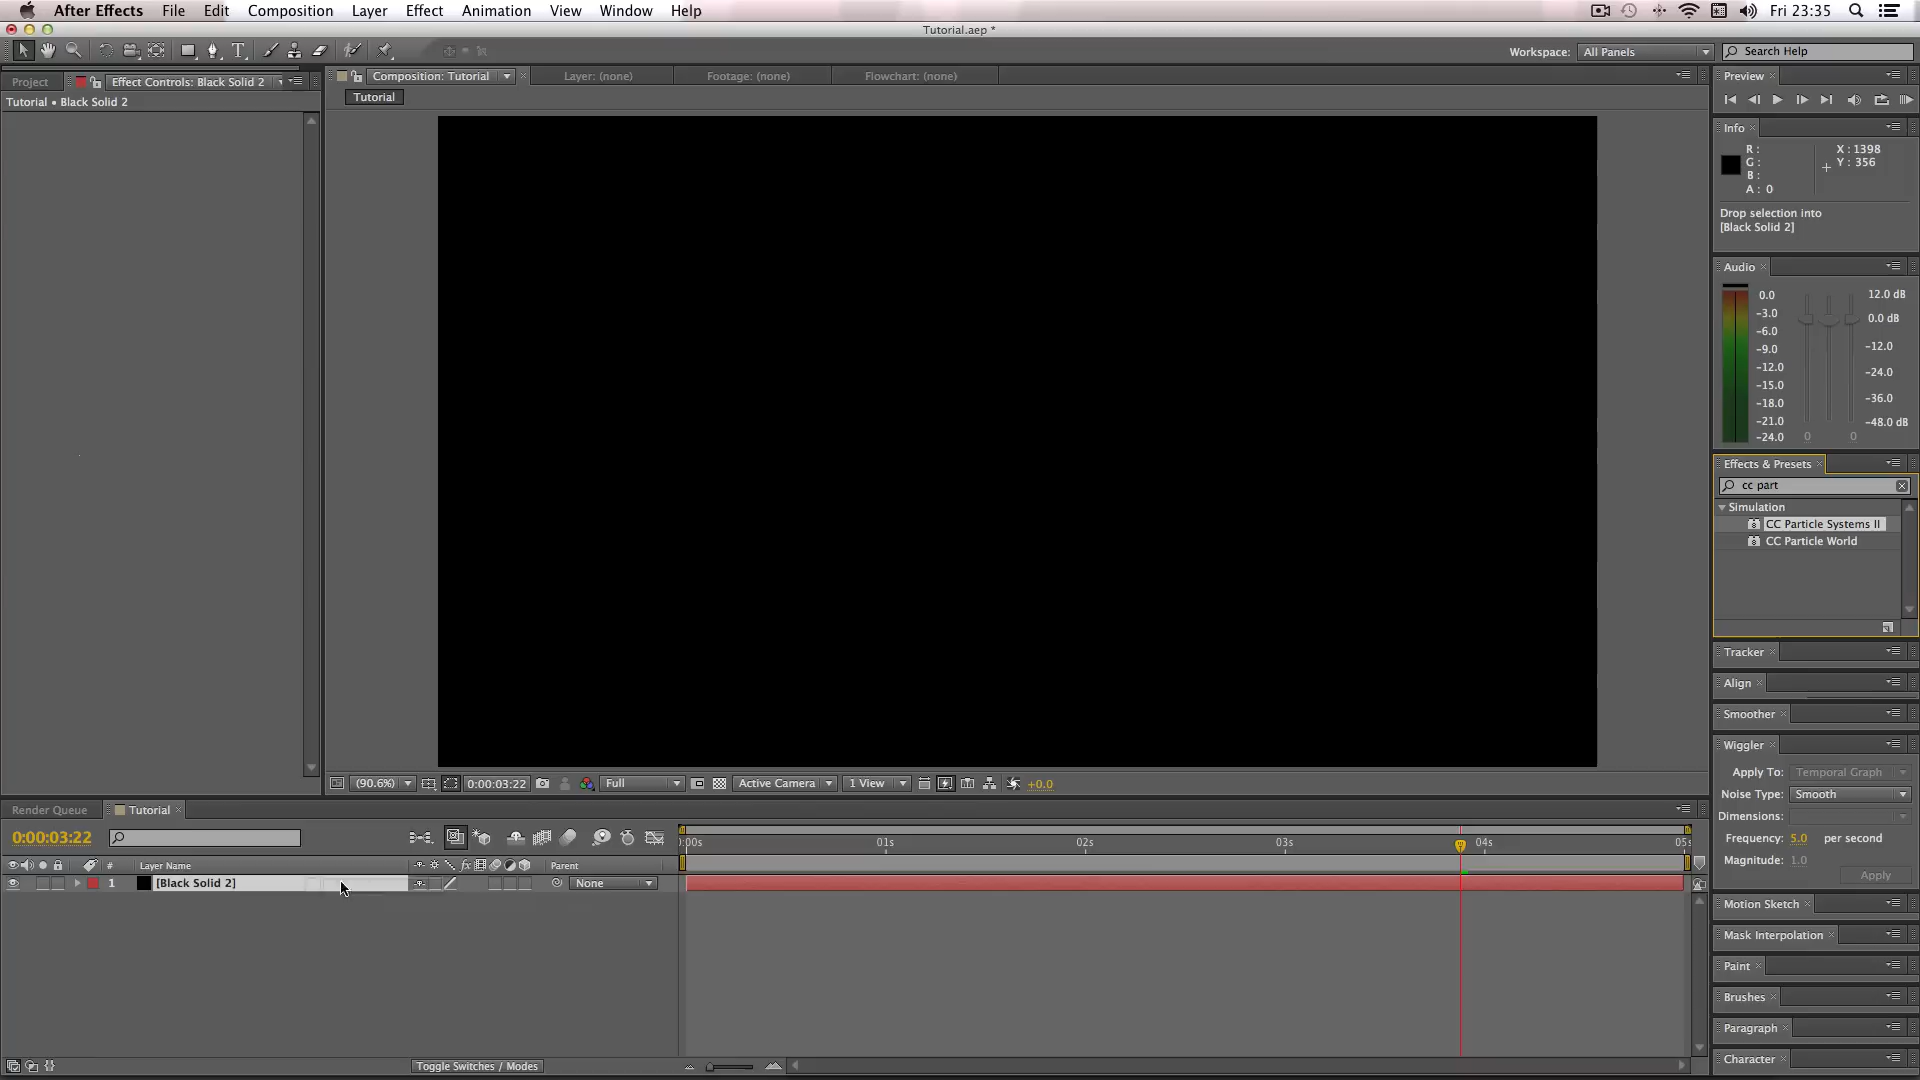 After Effects File Edit Composition Layer Effect Animation View Window Help Fri 23:35
Tutorial.aep *
Workspace: All Panels Search Help
Project Effect Controls: Black Solid 2 Composition: Tutorial Layer: (none) Footage: (none) Flowchart: (none) Preview
Tutorial • Black Solid 2
Tutorial
Info
R :
G :
B :
A : 0
X : 1398
Y : 356
Drop selection into
[Black Solid 2]
Audio
0.0
-3.0
-6.0
-9.0
-12.0
-15.0
-18.0
-21.0
-24.0
12.0 dB
0.0 dB
-12.0
-24.0
-36.0
-48.0 dB
0 0
Effects & Presets
cc part
Simulation
CC Particle Systems II
CC Particle World
Tracker
Align
Smoother
Wiggler
Apply To: Temporal Graph
Noise Type: Smooth
Dimensions:
Frequency: 5.0 per second
Magnitude: 1.0
Apply
Motion Sketch
Mask Interpolation
Paint
Brushes
Paragraph
Character
(90.6%) 0:00:03:22 Full Active Camera 1 View +0.0
Render Queue Tutorial
0:00:03:22
):00s 01s 02s 03s 04s 05s
# Layer Name fx Parent
1 [Black Solid 2] None
Toggle Switches / Modes